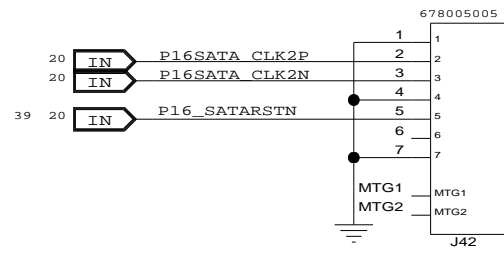 678005005
1 1
20 IN P16SATA_CLK2P 2 2
20 IN P16SATA_CLK2N 3 3
4 4
39 20 IN P16_SATARSTN 5 5
6 6
7 7
MTG1 MTG1
MTG2 MTG2
J42